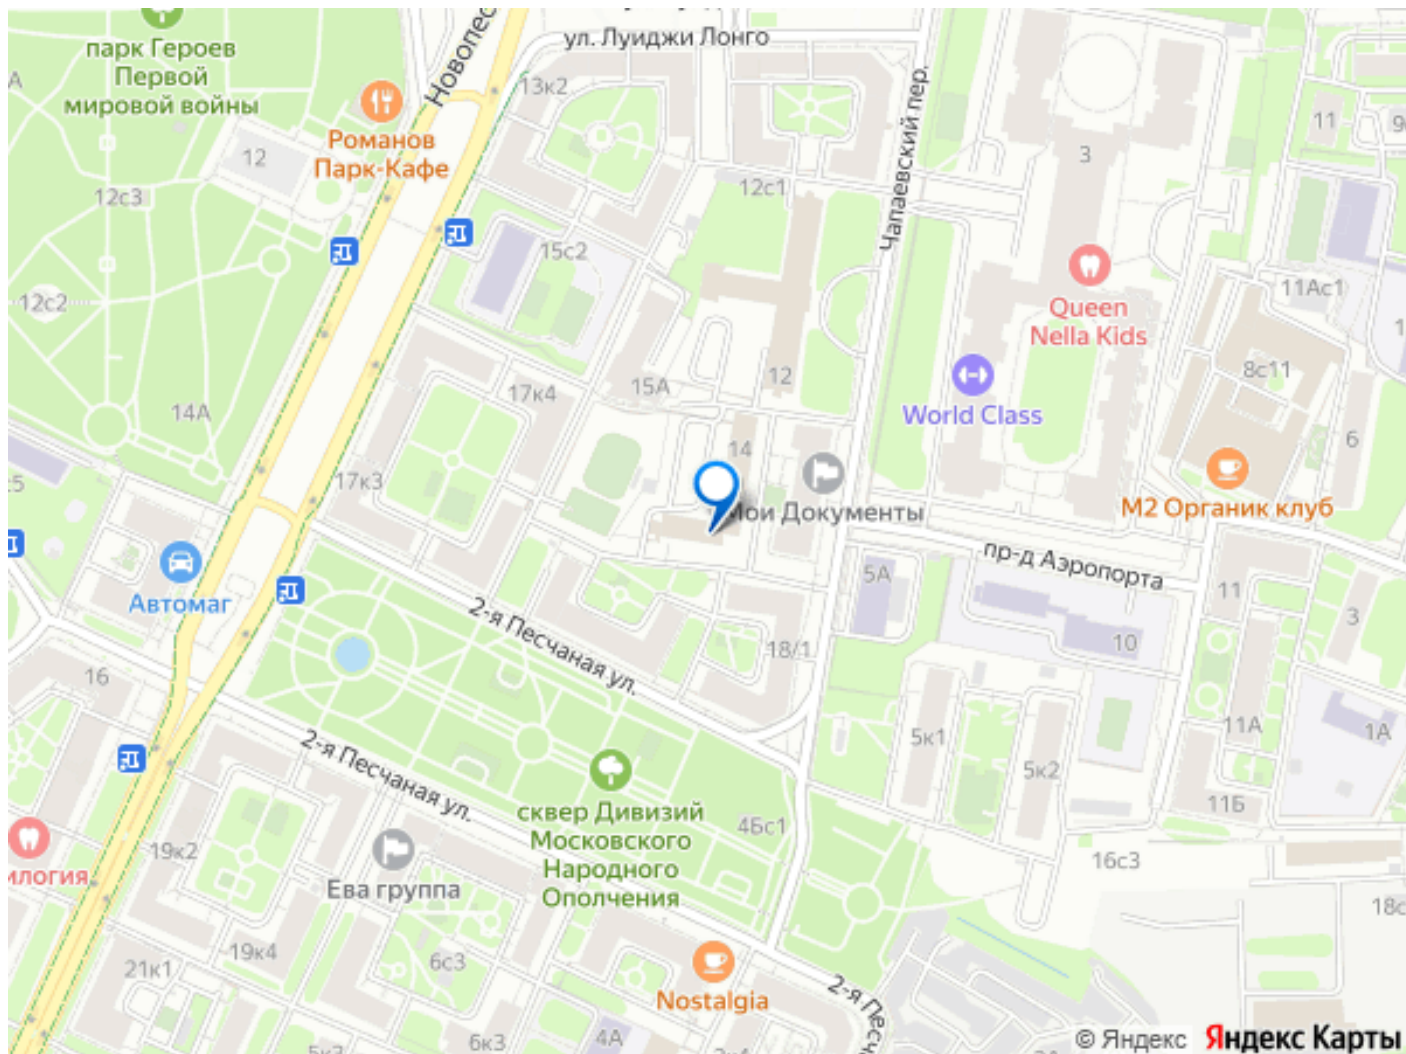 ул. Луиджи Лонго
парк Героев
Первой
мировой войны
Новопес
13к2
Чапаевский пер.
11
Романов
Парк-Кафе
12
3
12с3
12с1
15с2
Queen
Nella Kids
11Ас1
12с2
17к4
15А
12
8с11
14А
World Class
6
14
17к3
Мои Документы
М2 Органик клуб
пр-д Аэропорта
5А
Автомаг
2-я Песчаная ул.
11
3
10
18/1
16
2-я Песчаная ул.
5к1
11А
1А
5к2
сквер Дивизий
Московского
Народного
Ополчения
4Бс1
11Б
19к2
16с3
илогия
Ева группа
18с
19к4
6с3
21к1
Nostalgia
2-я Пес
6к3
4А
© Яндекс Яндекс Карты